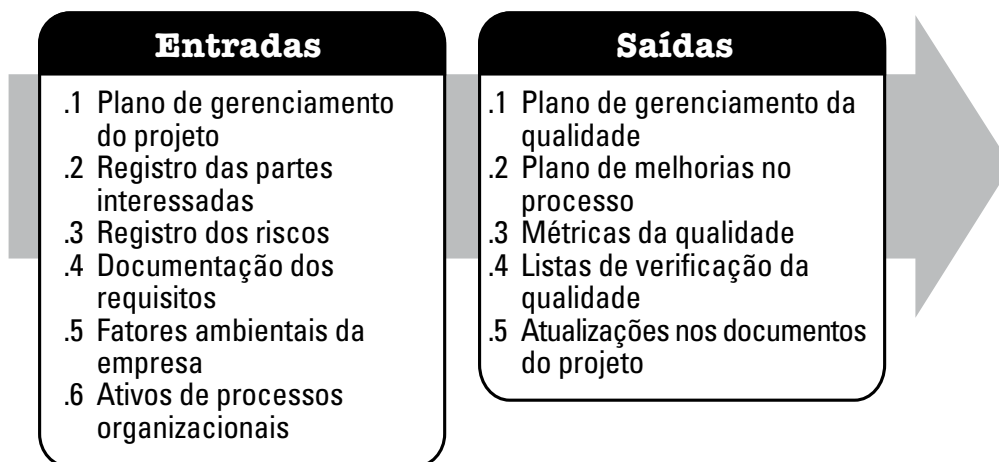 Entradas
.1 Plano de gerenciamento
do projeto
.2 Registro das partes
interessadas
.3 Registro dos riscos
.4 Documentação dos
requisitos
.5 Fatores ambientais da
empresa
.6 Ativos de processos
organizacionais
Saídas
.1 Plano de gerenciamento da
qualidade
.2 Plano de melhorias no
processo
.3 Métricas da qualidade
.4 Listas de verificação da
qualidade
.5 Atualizações nos documentos
do projeto